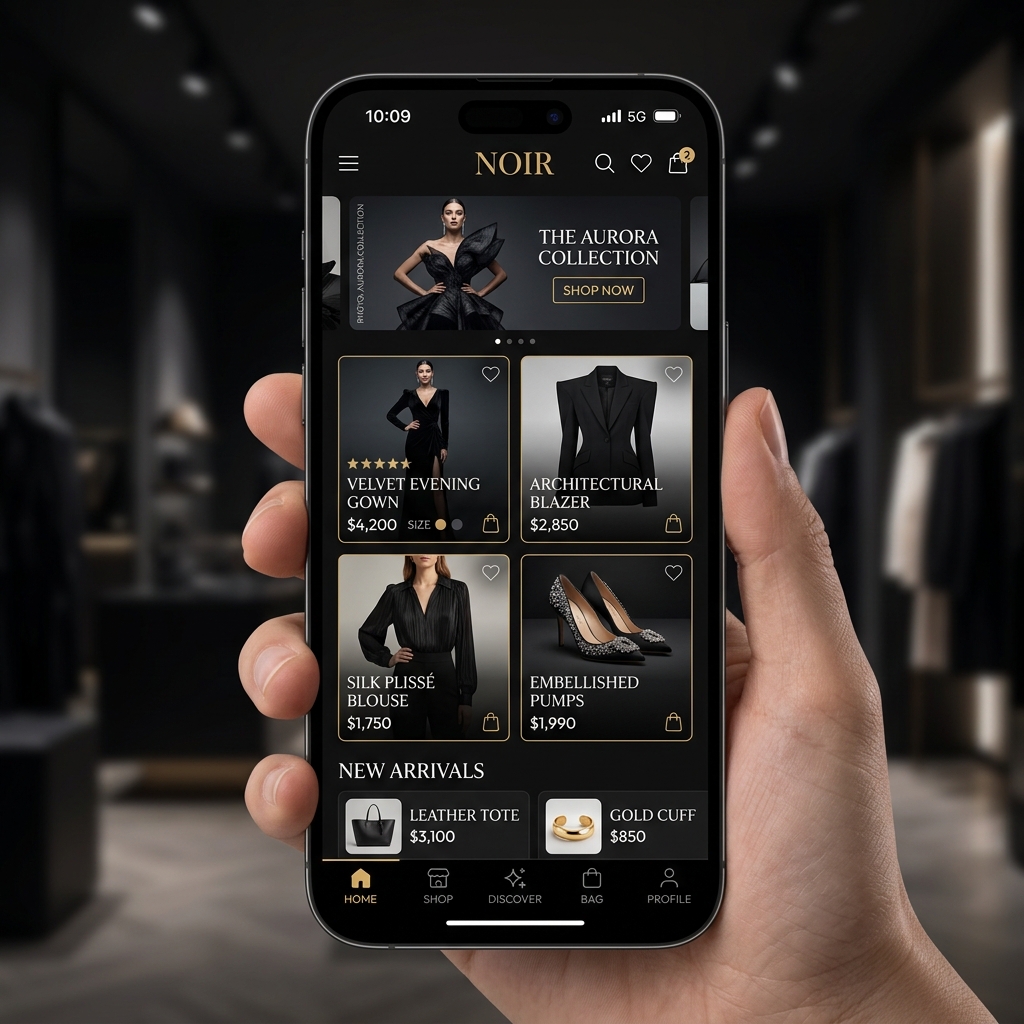 10:09
5G
NOIR
2
THE AURORA
COLLECTION
SHOP NOW
AURORA COLLECTION
VELVET EVENING
GOWN
$4,200 SIZE
ARCHITECTURAL
BLAZER
$2,850
SILK PLISSÉ
BLOUSE
$1,750
EMBELLISHED
PUMPS
$1,990
NEW ARRIVALS
LEATHER TOTE
$3,100
GOLD CUFF
$850
HOME
SHOP
DISCOVER
BAG
PROFILE